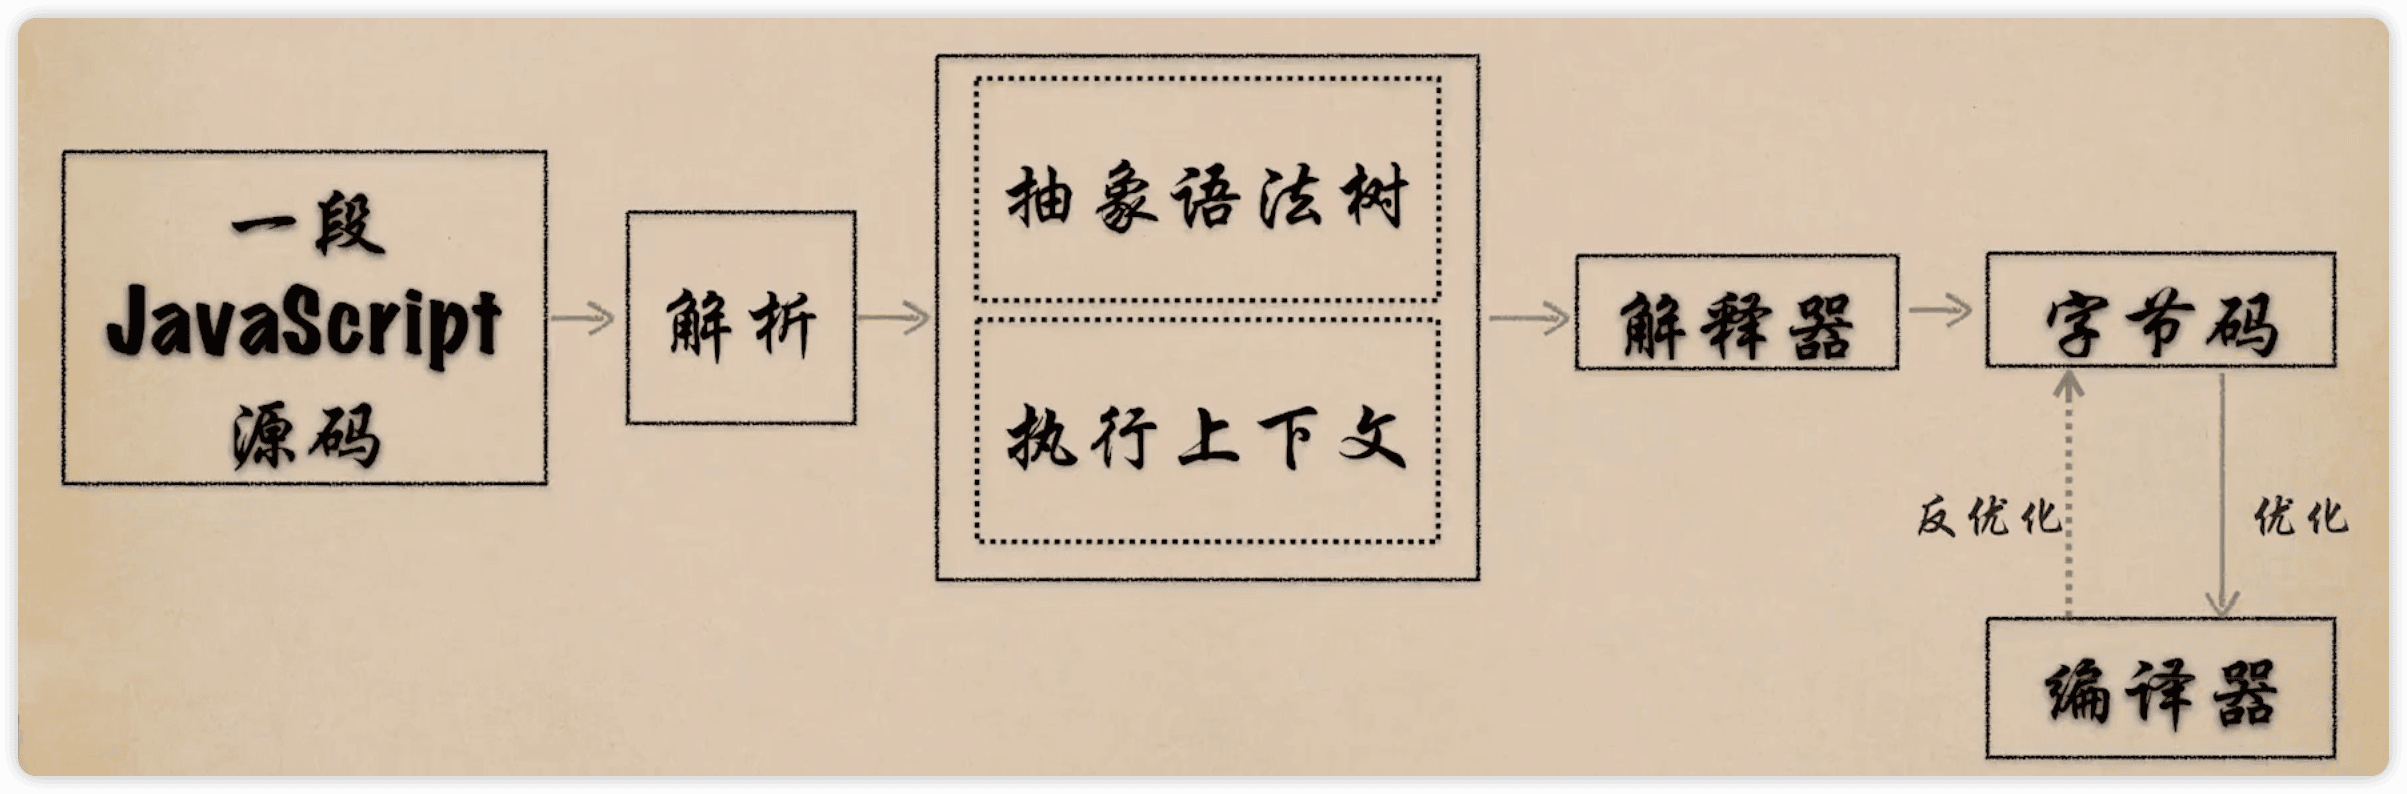 一段
JavaScript
源码
解析
抽象语法树
执行上下文
解释器
字节码
反优化
优化
编译器